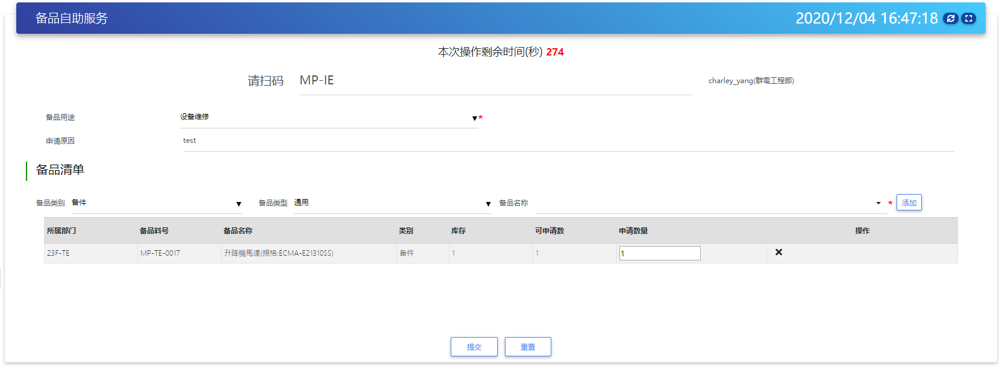 备品自助服务 2020/12/04 16:47:18
本次操作剩余时间(秒) 274
请扫码 MP-IE charley_yang(群電工程部)
备品用途 设备维修 ▼*
申请原因 test
备品清单
备品类别 备件 ▼ 备品类型 通用 ▼ 备品名称 * 添加
所属部门 备品料号 备品名称 类别 库存 可申请数 申请数量 操作
23F-TE MP-TE-0017 升降機馬達(規格:ECMA-E21310SS) 备件 1 1 1
提交 重置